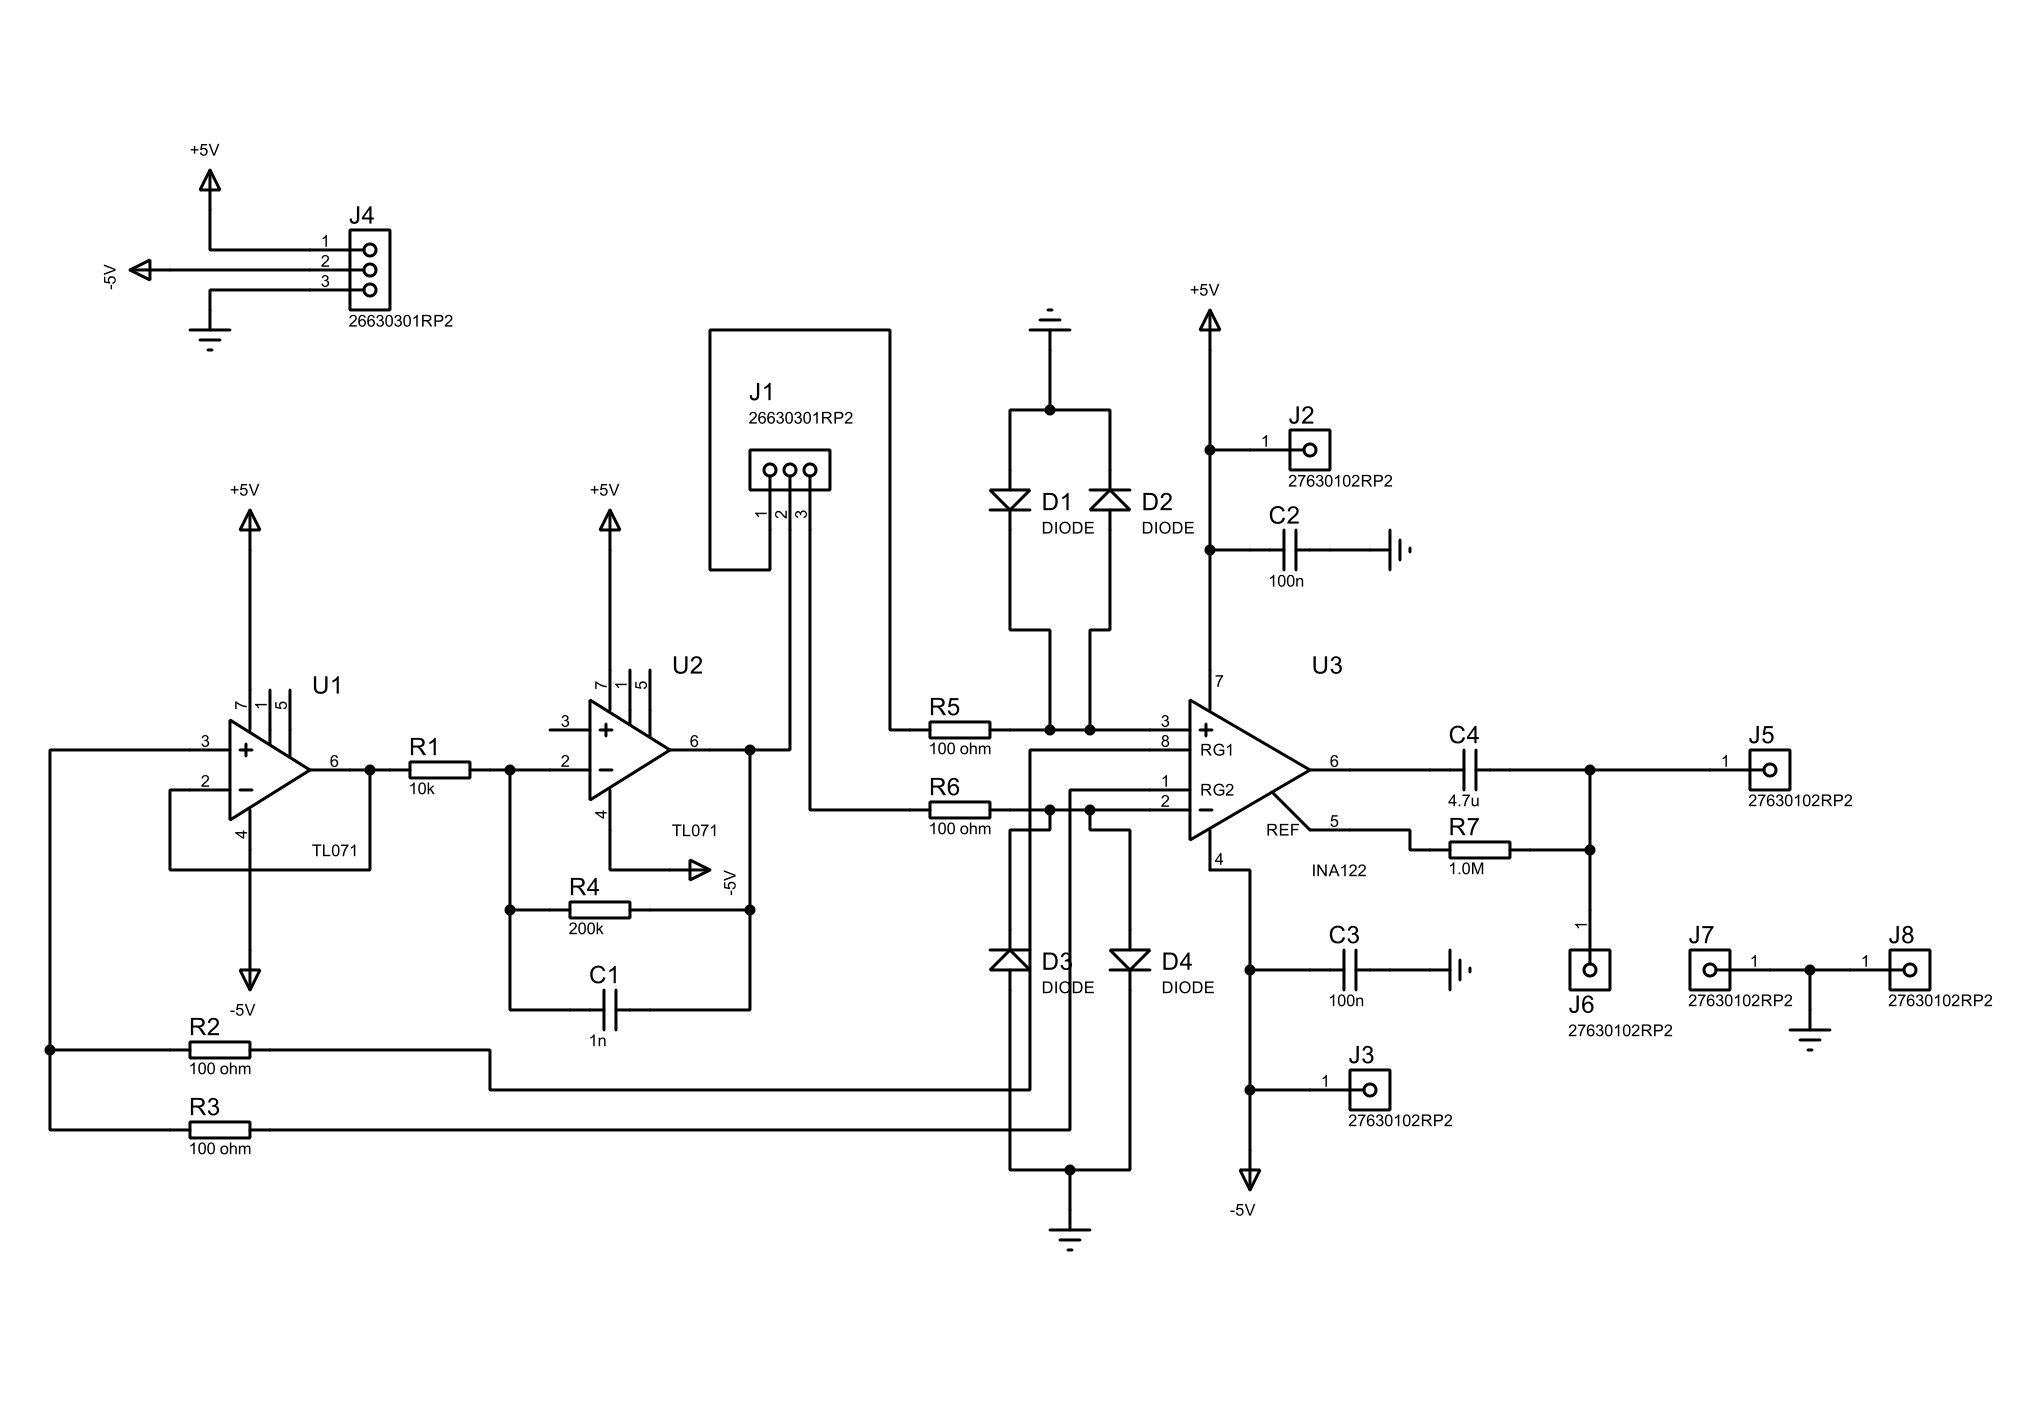 +5V
J4
1
2
3
-5V
26630301RP2
+5V
J1
26630301RP2
1
2
3
J2
1
27630102RP2
D1
DIODE
D2
DIODE
C2
100n
+5V
+5V
U1
7
1
5
3
2
6
4
TL071
-5V
R1
10k
U2
7
1
5
3
2
6
4
TL071
-5V
R4
200k
C1
1n
R5
100 ohm
R6
100 ohm
U3
7
3
8
1
2
RG1
RG2
6
REF
5
4
INA122
C4
4.7u
R7
1.0M
J5
1
27630102RP2
D3
DIODE
D4
DIODE
C3
100n
1
J6
27630102RP2
J7
1
27630102RP2
J8
1
27630102RP2
R2
100 ohm
R3
100 ohm
J3
1
27630102RP2
-5V